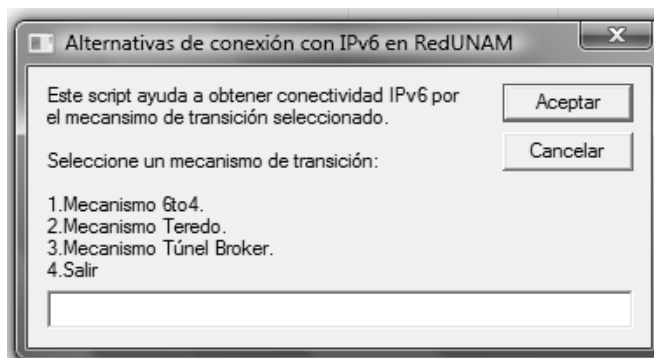 Alternativas de conexión con IPv6 en RedUNAM
Este script ayuda a obtener conectividad IPv6 por
el mecansimo de transición seleccionado.
Aceptar
Cancelar
Seleccione un mecanismo de transición:
1.Mecanismo 6to4.
2.Mecanismo Teredo.
3.Mecanismo Túnel Broker.
4.Salir